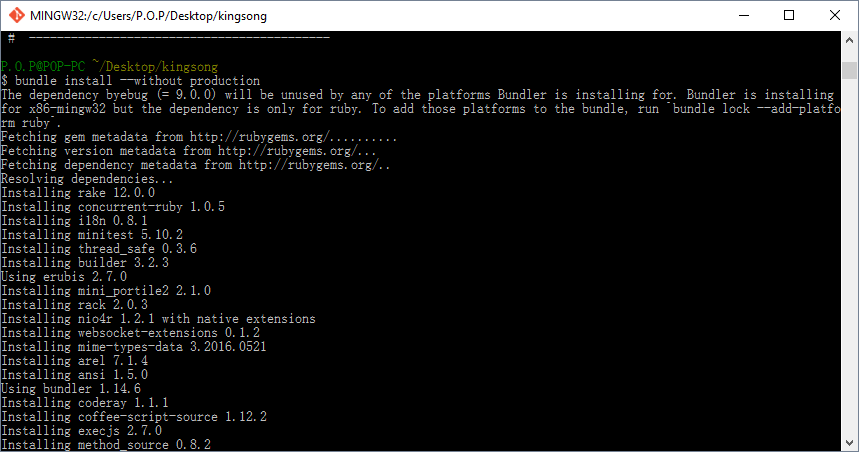 MINGW32:/c/Users/P.O.P/Desktop/kingsong
# ------------------------------------------
P.O.P@POP-PC ~/Desktop/kingsong
$ bundle install --without production
The dependency byebug (= 9.0.0) will be unused by any of the platforms Bundler is installing for. Bundler is installing
for x86-mingw32 but the dependency is only for ruby. To add those platforms to the bundle, run `bundle lock --add-platfo
rm ruby`.
Fetching gem metadata from http://rubygems.org/..........
Fetching version metadata from http://rubygems.org/...
Fetching dependency metadata from http://rubygems.org/..
Resolving dependencies...
Installing rake 12.0.0
Installing concurrent-ruby 1.0.5
Installing i18n 0.8.1
Installing minitest 5.10.2
Installing thread_safe 0.3.6
Installing builder 3.2.3
Using erubis 2.7.0
Installing mini_portile2 2.1.0
Installing rack 2.0.3
Installing nio4r 1.2.1 with native extensions
Installing websocket-extensions 0.1.2
Installing mime-types-data 3.2016.0521
Installing arel 7.1.4
Installing ansi 1.5.0
Using bundler 1.14.6
Installing coderay 1.1.1
Installing coffee-script-source 1.12.2
Installing execjs 2.7.0
Installing method_source 0.8.2